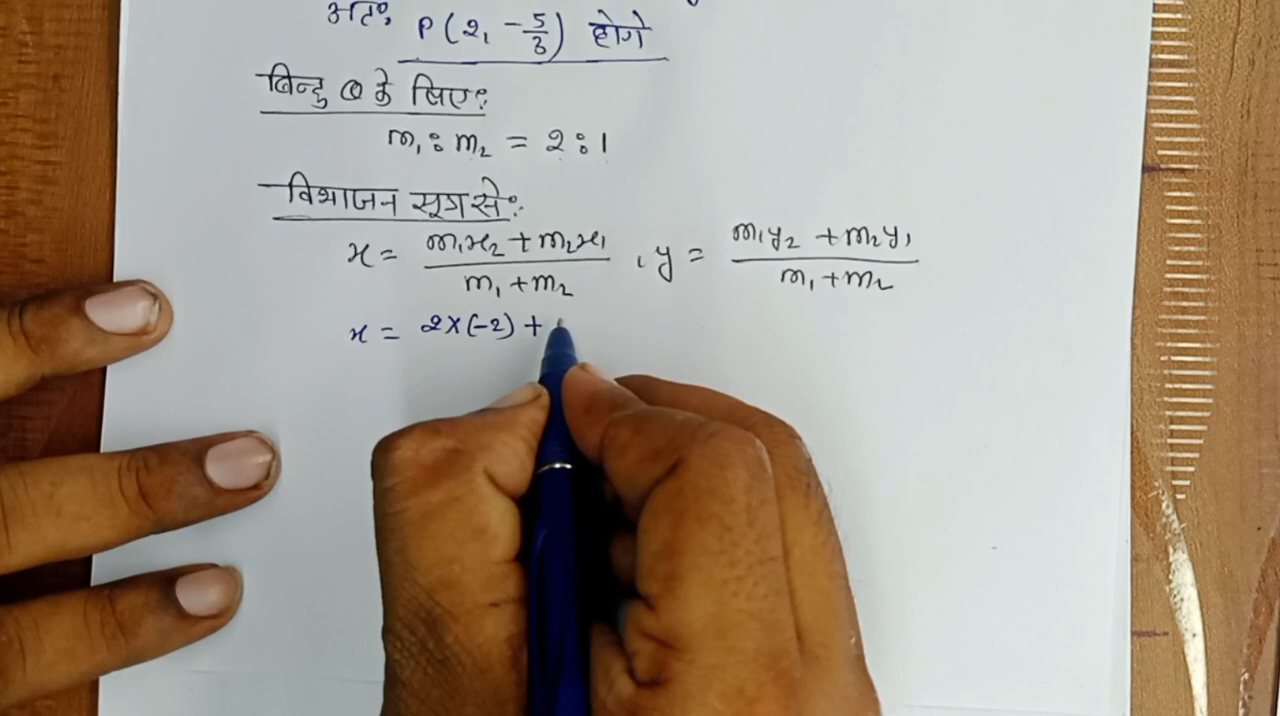 अतः P(2, -5/3) होंगे
बिन्दु Q के लिए:
m₁ : m₂ = 2 : 1
विभाजन सूत्र से:
x = (m₁x₂ + m₂x₁)/(m₁ + m₂) , y = (m₁y₂ + m₂y₁)/(m₁ + m₂)
x = 2×(-2) +